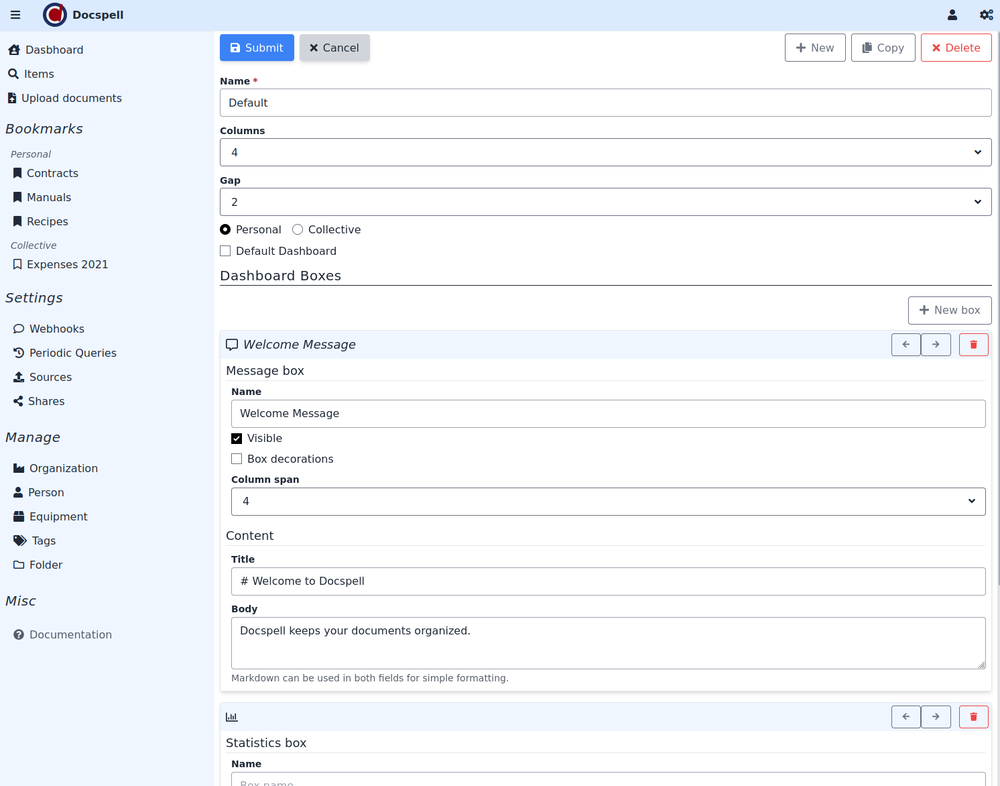 Docspell
Submit
Cancel
New
Copy
Delete
Dashboard
Items
Upload documents
Bookmarks
Personal
Contracts
Manuals
Recipes
Collective
Expenses 2021
Settings
Webhooks
Periodic Queries
Sources
Shares
Manage
Organization
Person
Equipment
Tags
Folder
Misc
Documentation
Name *
Default
Columns
4
Gap
2
Personal
Collective
Default Dashboard
Dashboard Boxes
New box
Welcome Message
Message box
Name
Welcome Message
Visible
Box decorations
Column span
4
Content
Title
# Welcome to Docspell
Body
Docspell keeps your documents organized.
Markdown can be used in both fields for simple formatting.
Statistics box
Name
Box name